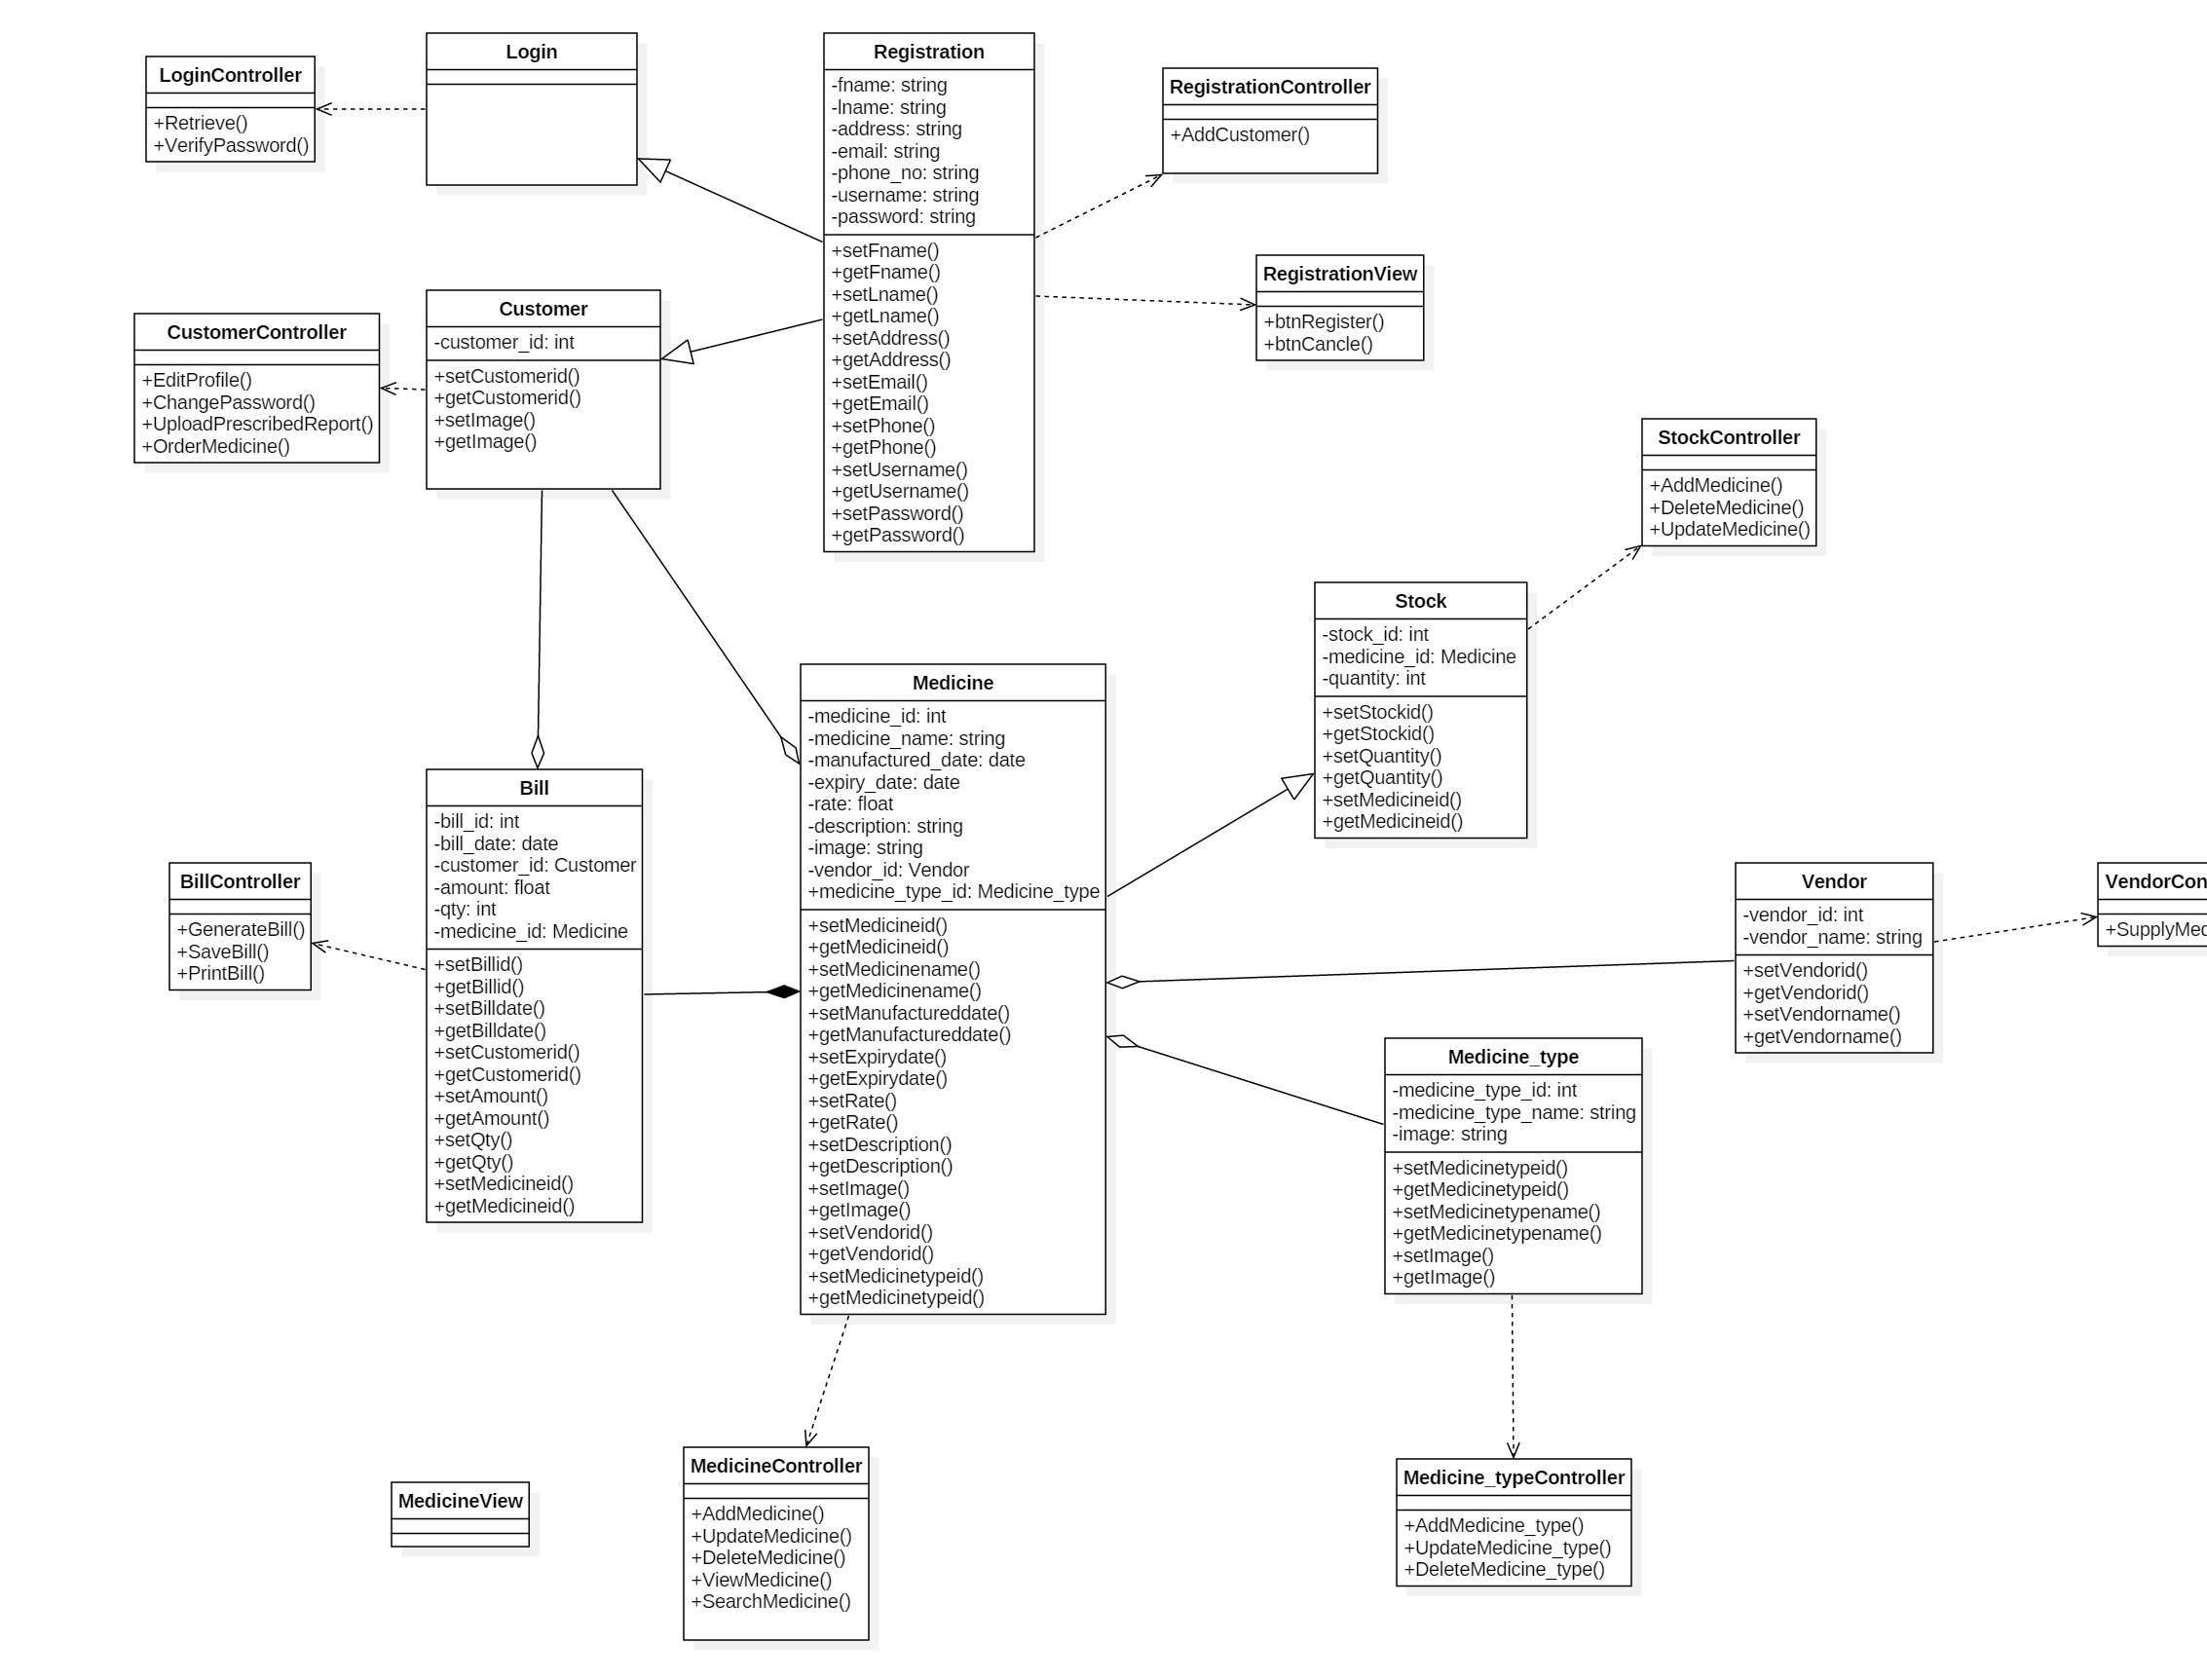 LoginController
+Retrieve()
+VerifyPassword()
Login
Registration
-fname: string
-lname: string
-address: string
-email: string
-phone_no: string
-username: string
-password: string
+setFname()
+getFname()
+setLname()
+getLname()
+setAddress()
+getAddress()
+setEmail()
+getEmail()
+setPhone()
+getPhone()
+setUsername()
+getUsername()
+setPassword()
+getPassword()
RegistrationController
+AddCustomer()
RegistrationView
+btnRegister()
+btnCancle()
CustomerController
+EditProfile()
+ChangePassword()
+UploadPrescribedReport()
+OrderMedicine()
Customer
-customer_id: int
+setCustomerid()
+getCustomerid()
+setImage()
+getImage()
StockController
+AddMedicine()
+DeleteMedicine()
+UpdateMedicine()
Stock
-stock_id: int
-medicine_id: Medicine
-quantity: int
+setStockid()
+getStockid()
+setQuantity()
+getQuantity()
+setMedicineid()
+getMedicineid()
Medicine
-medicine_id: int
-medicine_name: string
-manufactured_date: date
-expiry_date: date
-rate: float
-description: string
-image: string
-vendor_id: Vendor
+medicine_type_id: Medicine_type
+setMedicineid()
+getMedicineid()
+setMedicinename()
+getMedicinename()
+setManufactureddate()
+getManufactureddate()
+setExpirydate()
+getExpirydate()
+setRate()
+getRate()
+setDescription()
+getDescription()
+setImage()
+getImage()
+setVendorid()
+getVendorid()
+setMedicinetypeid()
+getMedicinetypeid()
Bill
-bill_id: int
-bill_date: date
-customer_id: Customer
-amount: float
-qty: int
-medicine_id: Medicine
+setBillid()
+getBillid()
+setBilldate()
+getBilldate()
+setCustomerid()
+getCustomerid()
+setAmount()
+getAmount()
+setQty()
+getQty()
+setMedicineid()
+getMedicineid()
BillController
+GenerateBill()
+SaveBill()
+PrintBill()
Vendor
-vendor_id: int
-vendor_name: string
+setVendorid()
+getVendorid()
+setVendorname()
+getVendorname()
VendorCon
+SupplyMed
Medicine_type
-medicine_type_id: int
-medicine_type_name: string
-image: string
+setMedicinetypeid()
+getMedicinetypeid()
+setMedicinetypename()
+getMedicinetypename()
+setImage()
+getImage()
MedicineView
MedicineController
+AddMedicine()
+UpdateMedicine()
+DeleteMedicine()
+ViewMedicine()
+SearchMedicine()
Medicine_typeController
+AddMedicine_type()
+UpdateMedicine_type()
+DeleteMedicine_type()